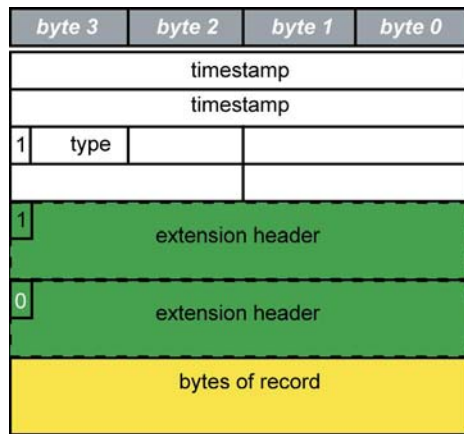 byte 3 byte 2 byte 1 byte 0
timestamp
timestamp
1 type
1
extension header
0
extension header
bytes of record